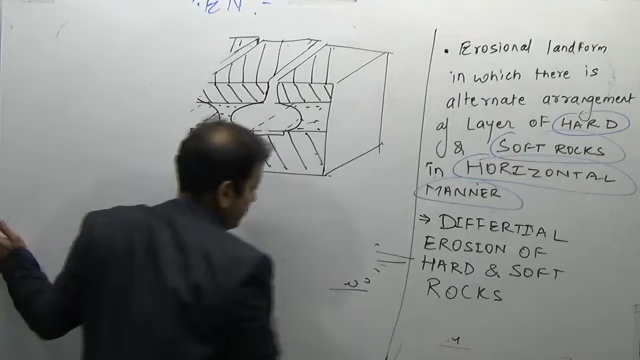 • Erosional landform
in which there is
alternate arrangement
of Layer of HARD
& SOFT ROCKS
in HORIZONTAL
MANNER
→ DIFFERTIAL
EROSION OF
HARD & SOFT
ROCKS